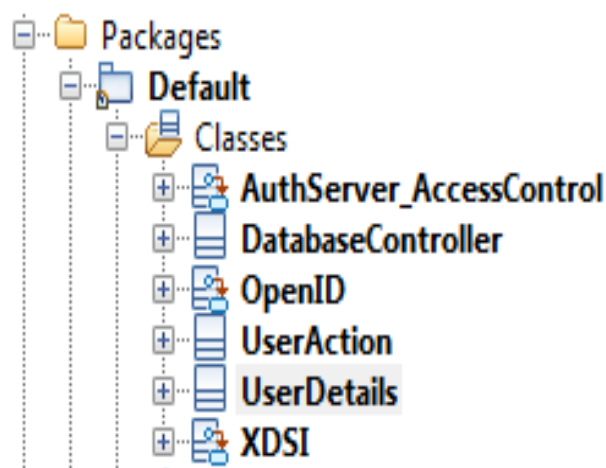 Packages
Default
Classes
AuthServer_AccessControl
DatabaseController
OpenID
UserAction
UserDetails
XDSI